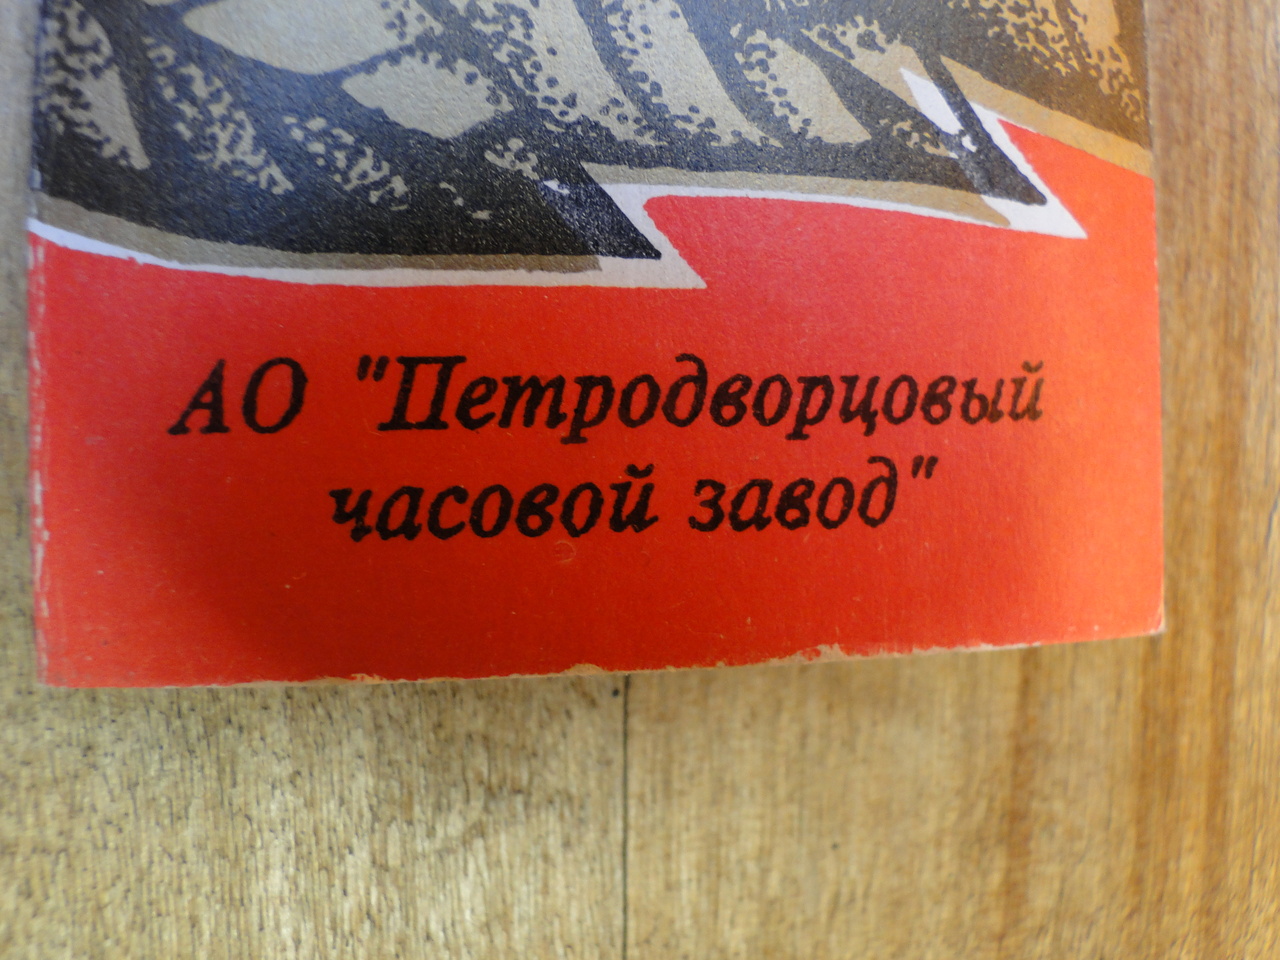 АО "Петродворцовый
часовой завод"